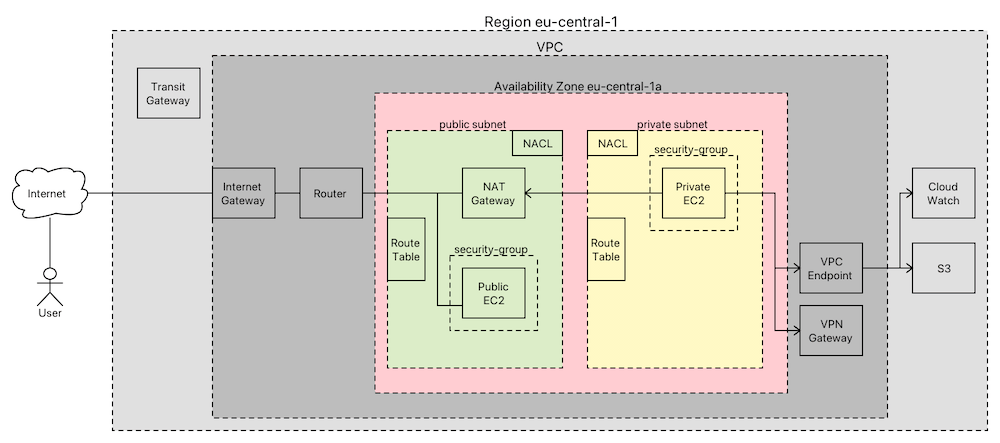 Region eu-central-1
VPC
Transit
Gateway
Availability Zone eu-central-1a
public subnet
private subnet
NACL
NACL
security-group
Internet
Internet
Gateway
Router
NAT
Gateway
Private
EC2
Cloud
Watch
Route
Table
Route
Table
security-group
Public
EC2
VPC
Endpoint
S3
User
VPN
Gateway